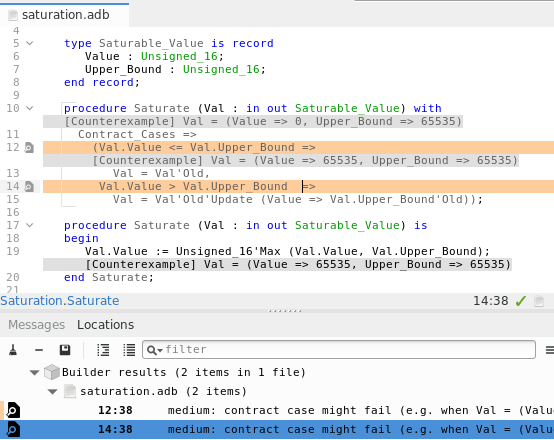 saturation.adb
4
5 type Saturable_Value is record
6 Value : Unsigned_16;
7 Upper_Bound : Unsigned_16;
8 end record;
9
10 procedure Saturate (Val : in out Saturable_Value) with
[Counterexample] Val = (Value => 0, Upper_Bound => 65535)
11 Contract_Cases =>
12 (Val.Value <= Val.Upper_Bound =>
[Counterexample] Val = (Value => 65535, Upper_Bound => 65535)
13 Val = Val'Old,
14 Val.Value > Val.Upper_Bound =>
15 Val = Val'Old'Update (Value => Val.Upper_Bound'Old));
16
17 procedure Saturate (Val : in out Saturable_Value) is
18 begin
19 Val.Value := Unsigned_16'Max (Val.Value, Val.Upper_Bound);
[Counterexample] Val = (Value => 65535, Upper_Bound => 65535)
20 end Saturate;
21
Saturation.Saturate 14:38
Messages Locations
filter
Builder results (2 items in 1 file)
saturation.adb (2 items)
12:38 medium: contract case might fail (e.g. when Val = (Valu
14:38 medium: contract case might fail (e.g. when Val = (Valu